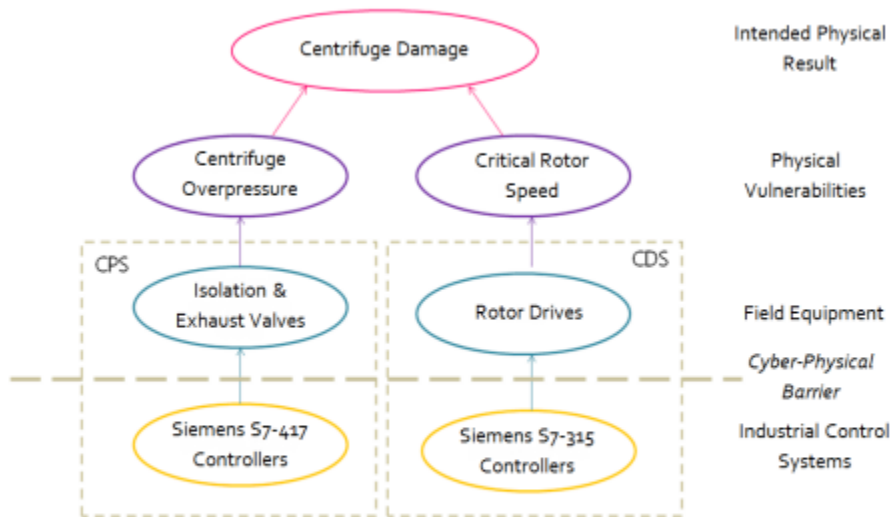 Centrifuge Damage
Intended Physical
Result
Centrifuge
Overpressure
Critical Rotor
Speed
Physical
Vulnerabilities
CPS
CDS
Isolation &
Exhaust Valves
Rotor Drives
Field Equipment
Cyber-Physical
Barrier
Siemens S7-417
Controllers
Siemens S7-315
Controllers
Industrial Control
Systems